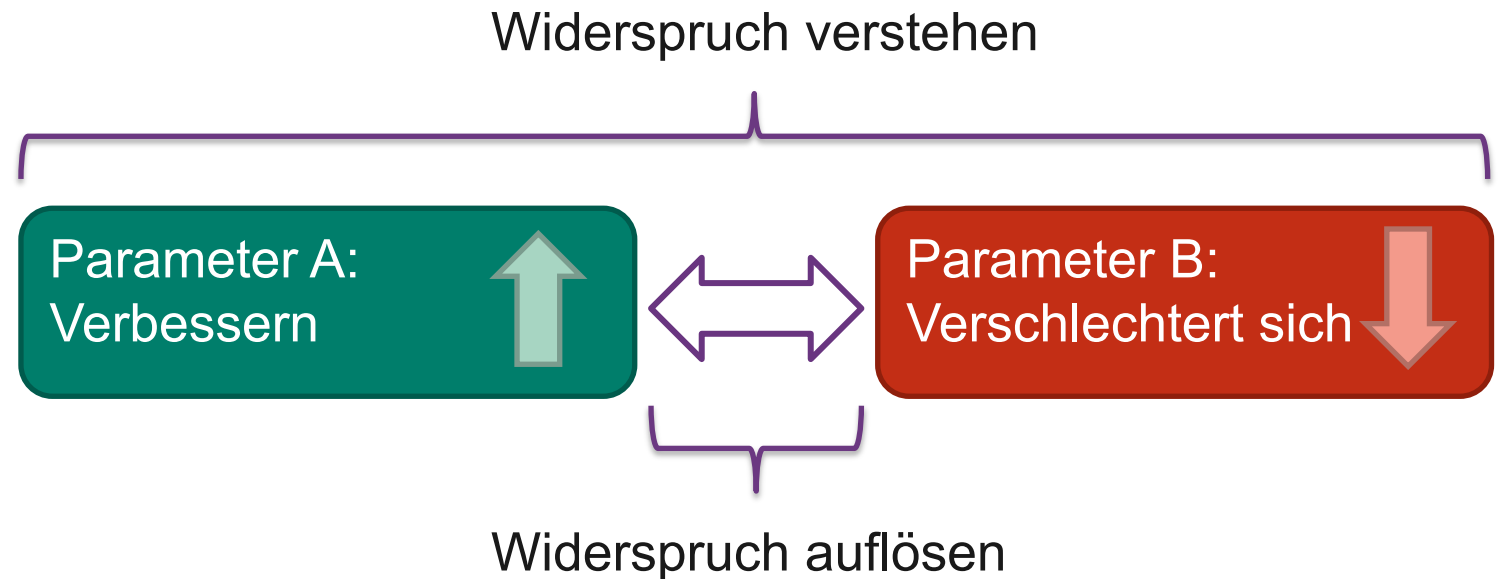 Widerspruch verstehen
Parameter A:
Verbessern
Parameter B:
Verschlechtert sich
Widerspruch auflösen